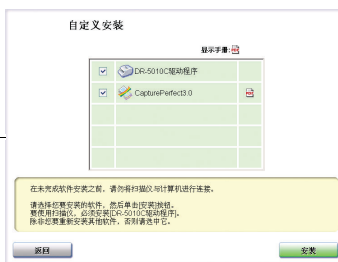 自定义安装
显示手册:
DR-5010C驱动程序
CapturePerfect3.0
在未完成软件安装之前，请勿将扫描仪与计算机进行连接。
请选择您要安装的软件，然后单击[安装]按钮。
要使用扫描仪，必须安装[DR-5010C驱动程序]。
除非您要重新安装其他软件，否则请选中它。
返回
安装